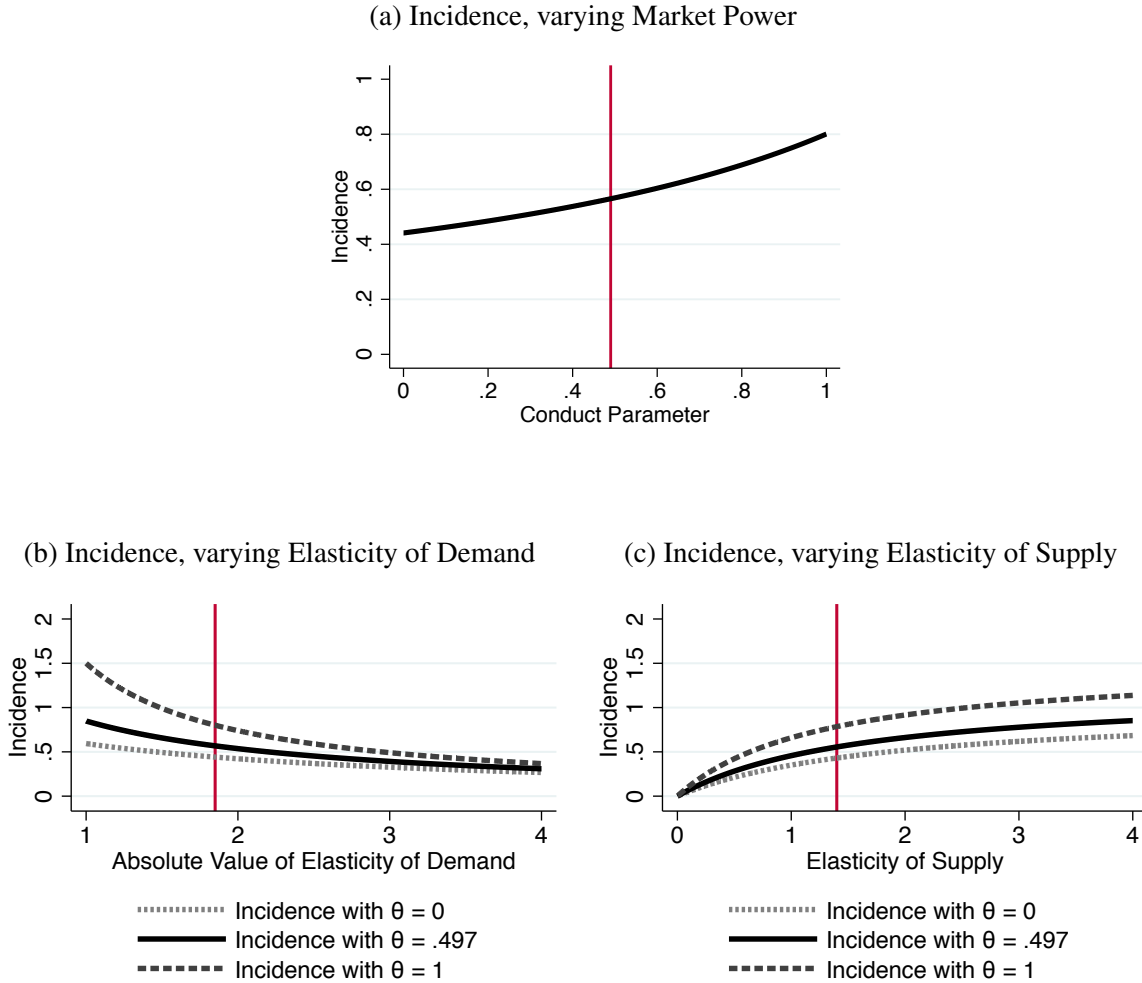 (a) Incidence, varying Market Power
Incidence
1
.8
.6
.4
.2
0
0 .2 .4 .6 .8 1
Conduct Parameter
(b) Incidence, varying Elasticity of Demand
Incidence
2
1.5
1
.5
0
1 2 3 4
Absolute Value of Elasticity of Demand
Incidence with θ = 0
Incidence with θ = .497
Incidence with θ = 1
(c) Incidence, varying Elasticity of Supply
Incidence
2
1.5
1
.5
0
0 1 2 3 4
Elasticity of Supply
Incidence with θ = 0
Incidence with θ = .497
Incidence with θ = 1